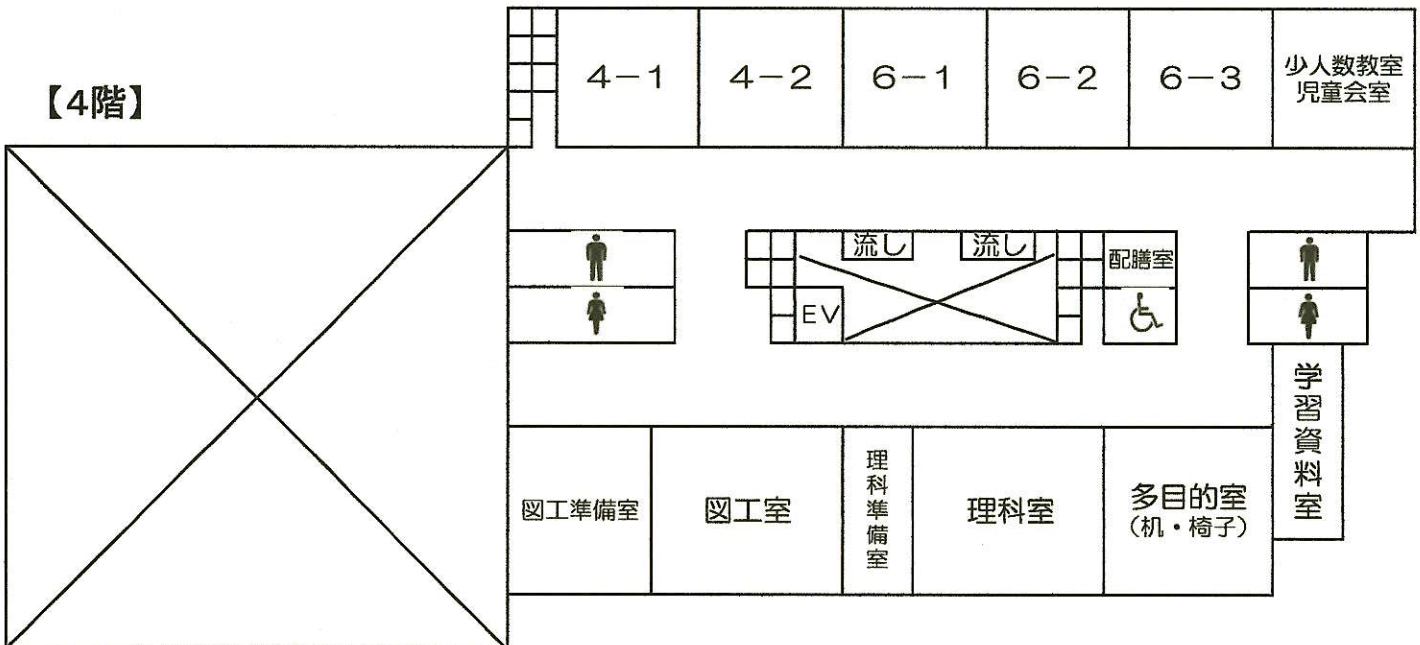 【4階】
4－1
4－2
6－1
6－2
6－3
少人数教室
児童会室
流し
流し
配膳室
EV
学習資料室
図工準備室
図工室
理科準備室
理科室
多目的室
（机・椅子）